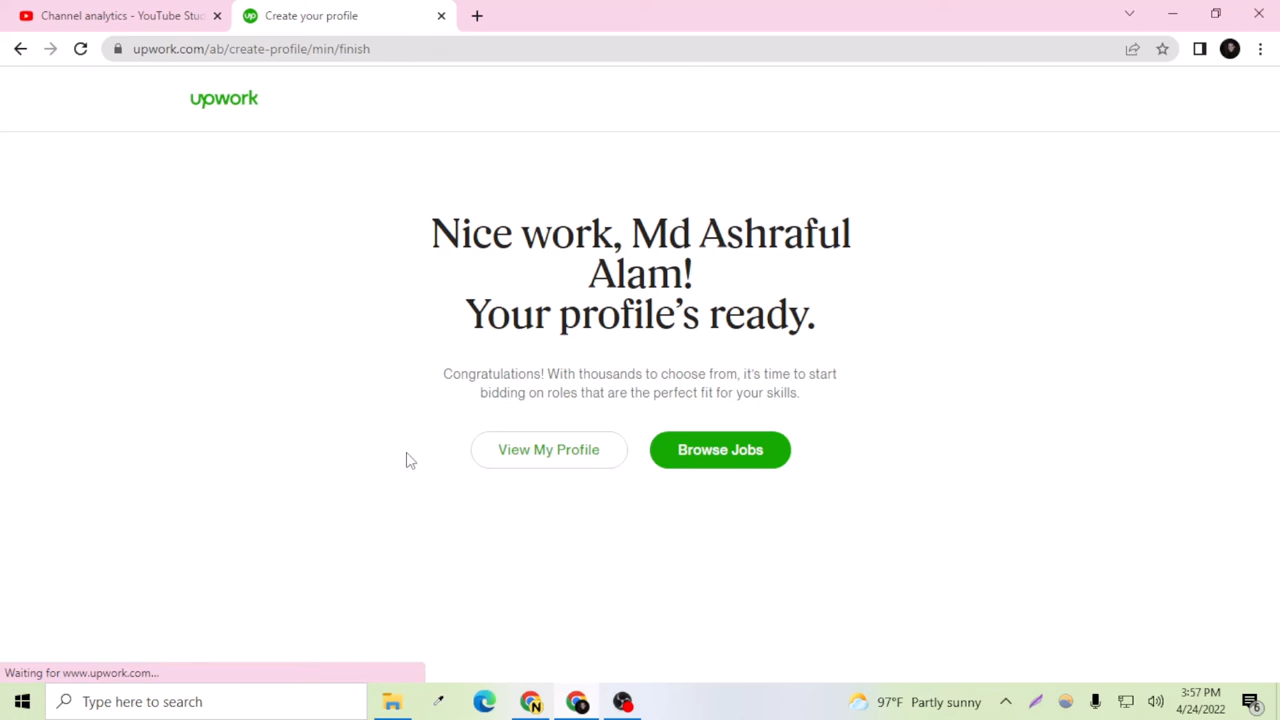 Channel analytics - YouTube Stud
Create your profile
upwork.com/ab/create-profile/min/finish
upwork
Nice work, Md Ashraful
Alam!
Your profile's ready.
Congratulations! With thousands to choose from, it's time to start
bidding on roles that are the perfect fit for your skills.
View My Profile
Browse Jobs
Waiting for www.upwork.com...
Type here to search
97°F Partly sunny
3:57 PM
4/24/2022
6